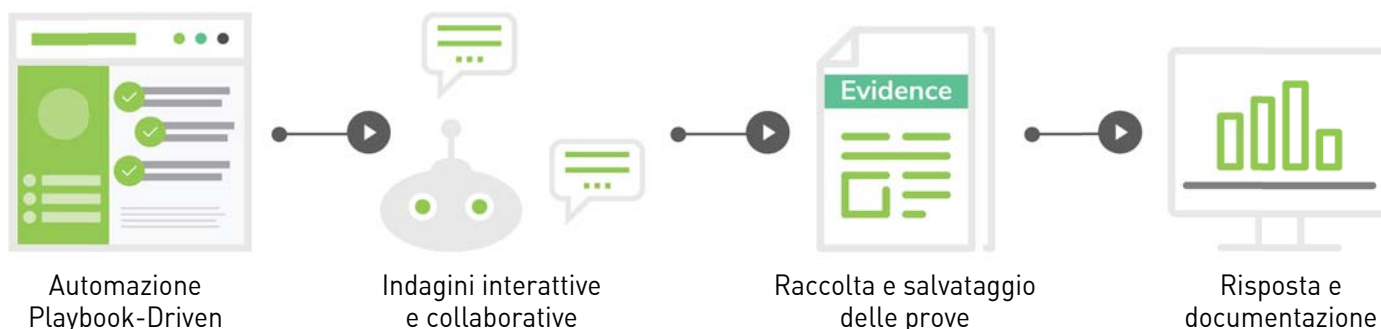 Evidence
Automazione
Playbook-Driven
Indagini interattive
e collaborative
Raccolta e salvataggio
delle prove
Risposta e
documentazione